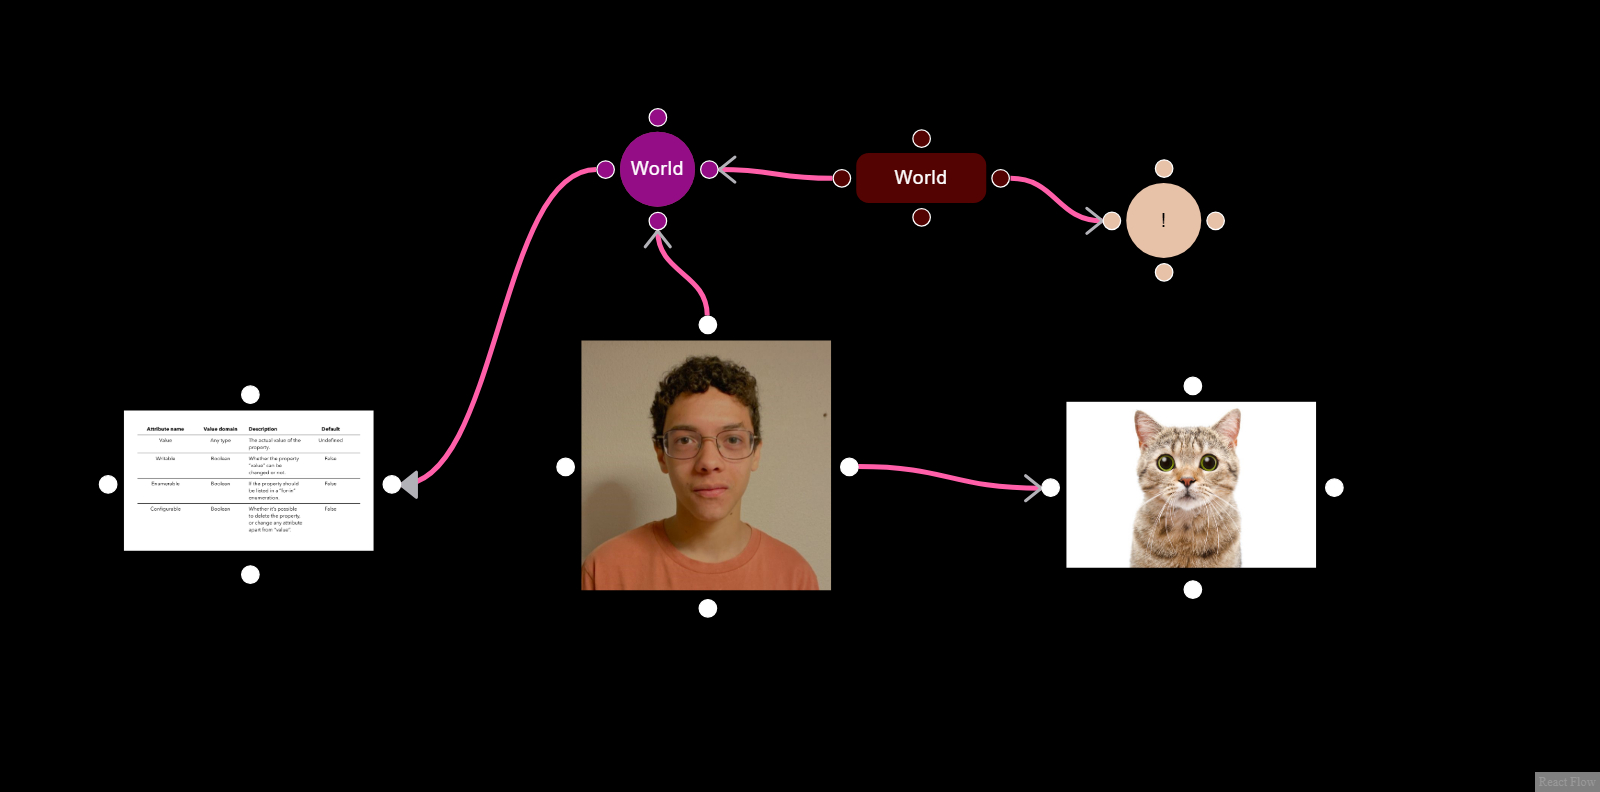 World
World
!
Attribute name Value domain Description Default
Value Any type The actual value of the Undefined
property.
Writable Boolean Whether the property False
"value" can be
changed or not
Enumerable Boolean If the property should False
be listed in a "for-in"
enumeration.
Configurable Boolean Whether it's possible False
to delete the property,
or change any attribute
apart from "value".
React Flow